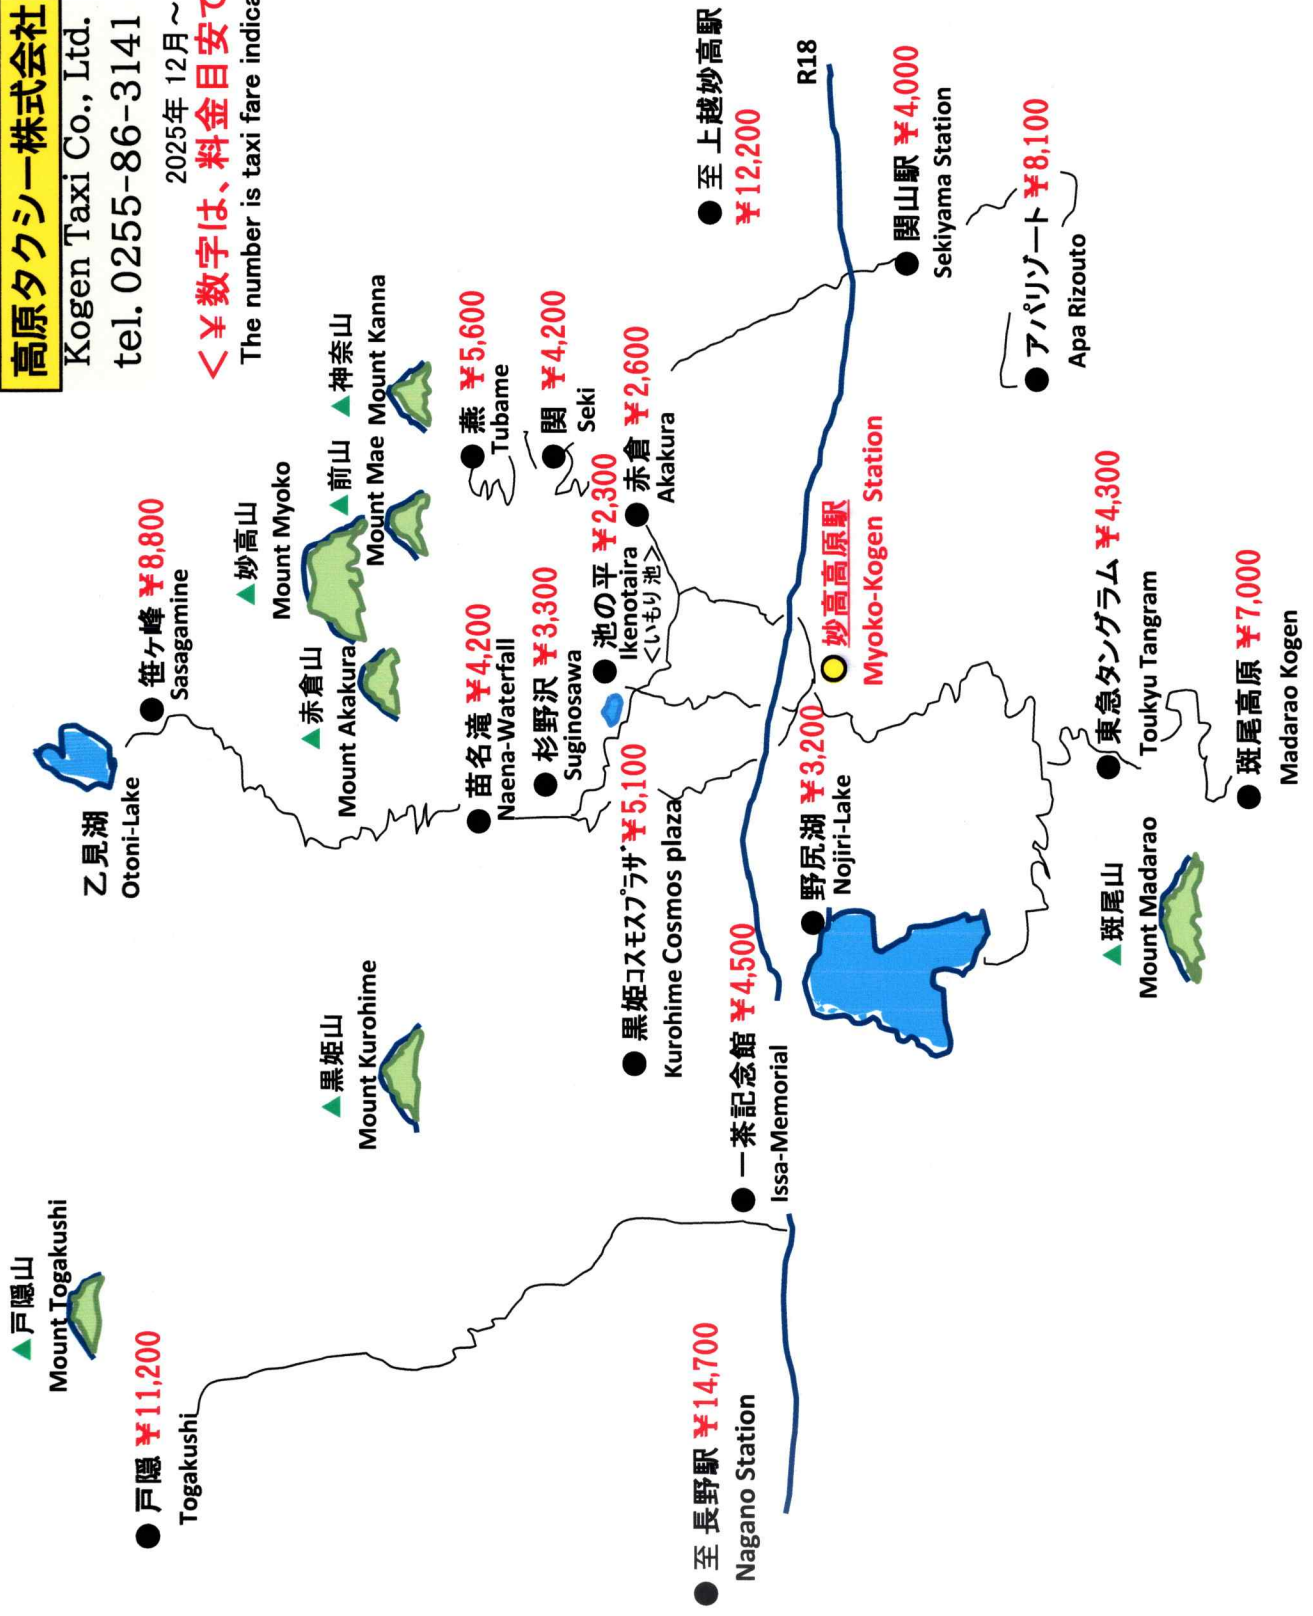 高原タクシー株式会社
Kogen Taxi Co., Ltd.
tel. 0255-86-3141
2025年 12月~
<¥数字は、料金目安で
The number is taxi fare indica
▲戸隠山
Mount Togakushi
●戸隠 ¥11,200
Togakushi
乙見湖
Otoni-Lake
●笹ヶ峰 ¥8,800
Sasagamine
▲妙高山
Mount Myoko
▲赤倉山
Mount Akakura
▲前山
Mount Mae
▲神奈山
Mount Kanna
▲黒姫山
Mount Kurohime
●苗名滝 ¥4,200
Naena-Waterfall
●燕 ¥5,600
Tubame
●杉野沢 ¥3,300
Suginosawa
●関 ¥4,200
Seki
●池の平 ¥2,300
Ikenotaira
<いもり池>
●赤倉 ¥2,600
Akakura
●黒姫コスモスプラザ ¥5,100
Kurohime Cosmos plaza
●至 長野駅 ¥14,700
Nagano Station
●一茶記念館 ¥4,500
Issa-Memorial
●至 上越妙高駅
¥12,200
R18
●野尻湖 ¥3,200
Nojiri-Lake
妙高高原駅
Myoko-Kogen Station
●関山駅 ¥4,000
Sekiyama Station
●アパリゾート ¥8,100
Apa Rizouto
▲斑尾山
Mount Madarao
●東急タングラム ¥4,300
Toukyu Tangram
●斑尾高原 ¥7,000
Madarao Kogen